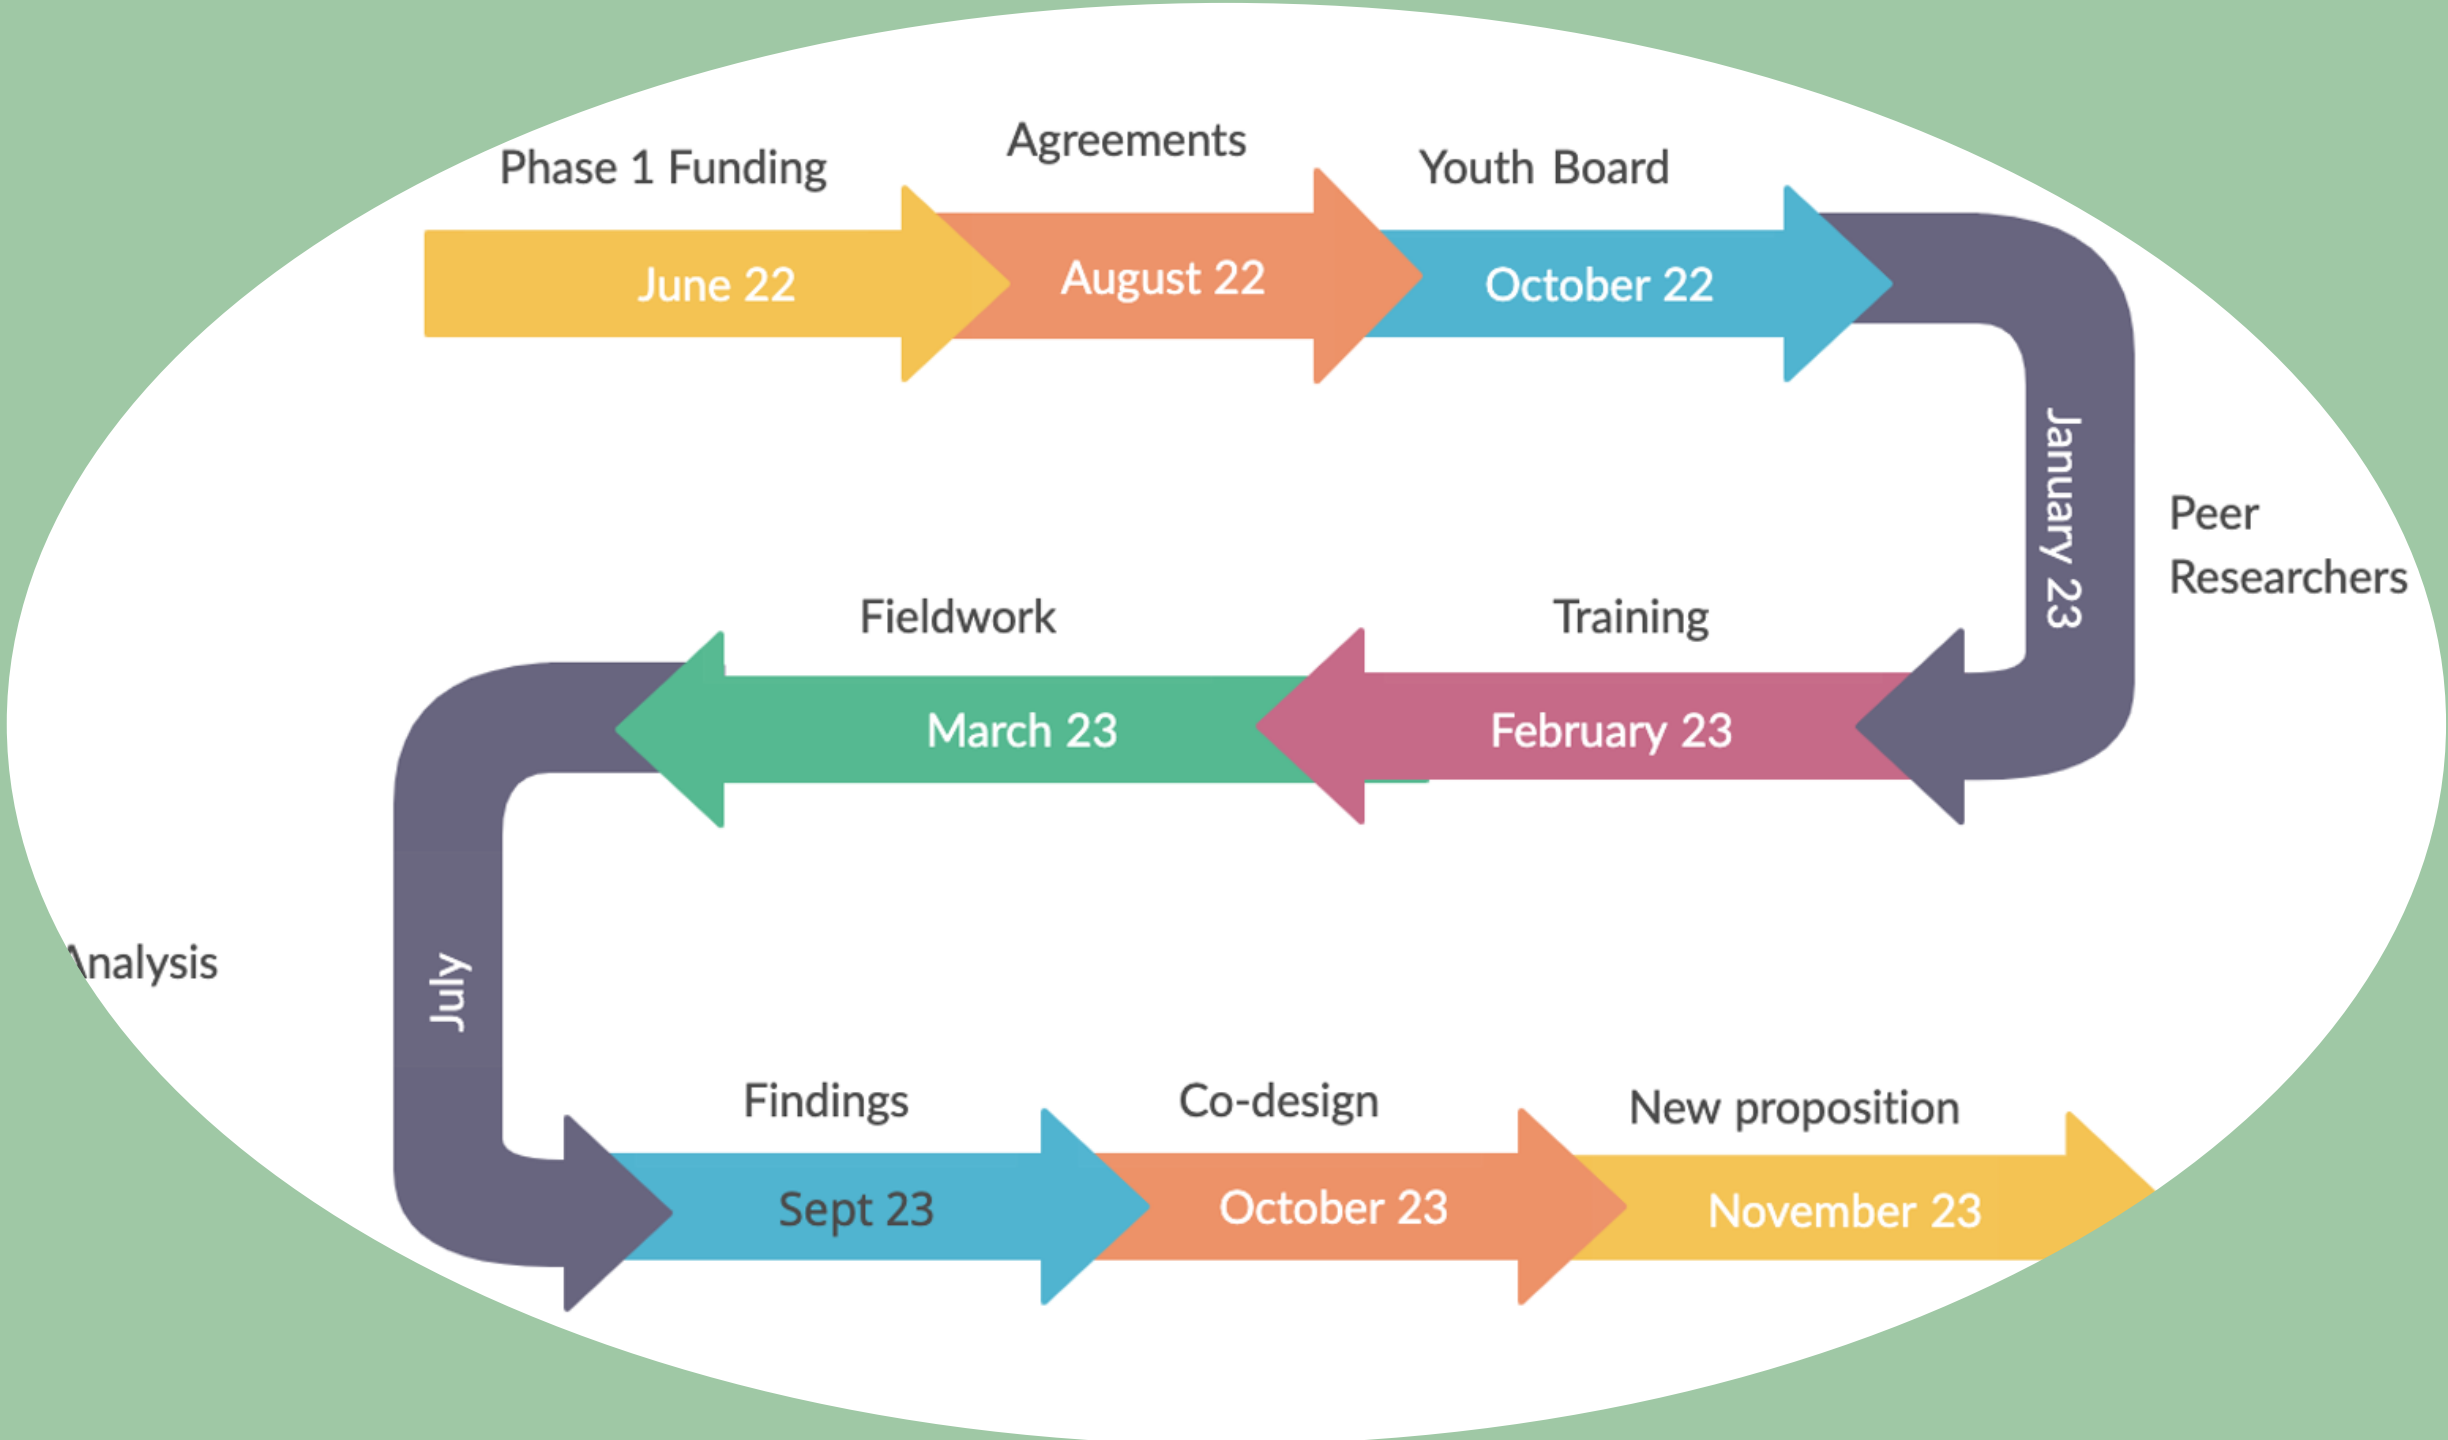 Phase 1 Funding
Agreements
Youth Board
June 22
August 22
October 22
January 23
Peer
Researchers
Training
Fieldwork
February 23
March 23
Analysis
July
Findings
Co-design
New proposition
Sept 23
October 23
November 23